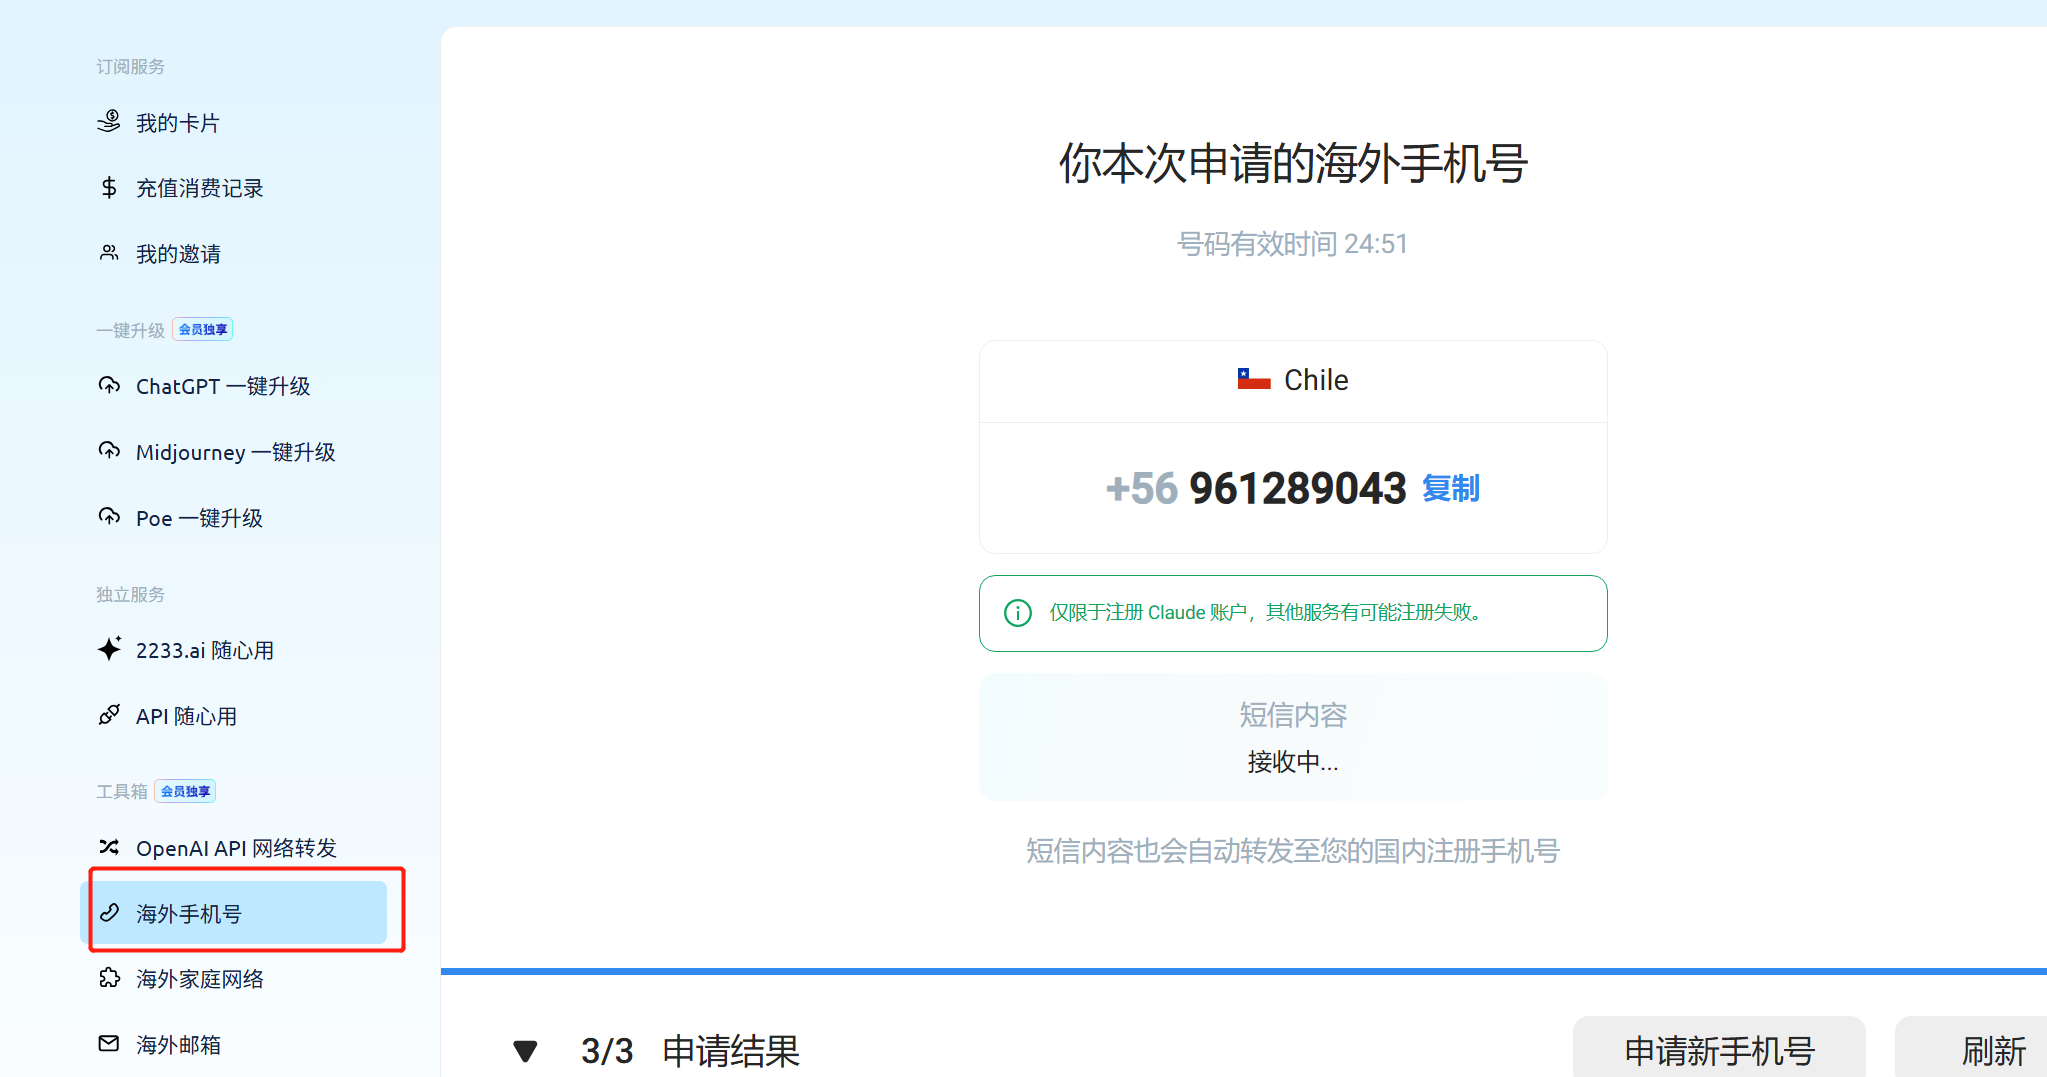 订阅服务
我的卡片
充值消费记录
我的邀请
一键升级 会员独享
ChatGPT 一键升级
Midjourney 一键升级
Poe 一键升级
独立服务
2233.ai 随心用
API 随心用
工具箱 会员独享
OpenAI API 网络转发
海外手机号
海外家庭网络
海外邮箱
你本次申请的海外手机号
号码有效时间 24:51
Chile
+56 961289043 复制
仅限于注册 Claude 账户，其他服务有可能注册失败。
短信内容
接收中...
短信内容也会自动转发至您的国内注册手机号
3/3 申请结果
申请新手机号
刷新